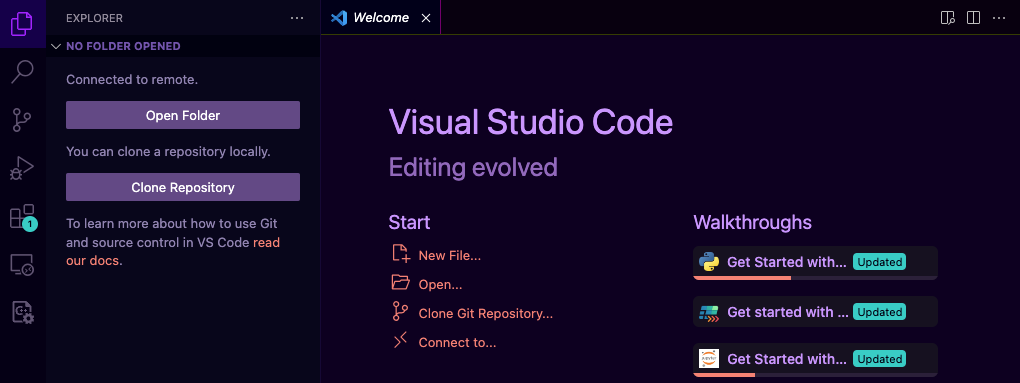 EXPLORER
Welcome
NO FOLDER OPENED
Connected to remote.
Open Folder
You can clone a repository locally.
Clone Repository
To learn more about how to use Git
and source control in VS Code read
our docs.
1
Visual Studio Code
Editing evolved
Start
New File...
Open...
Clone Git Repository...
Connect to...
Walkthroughs
Get Started with... Updated
Get started with ... Updated
Get Started with... Updated